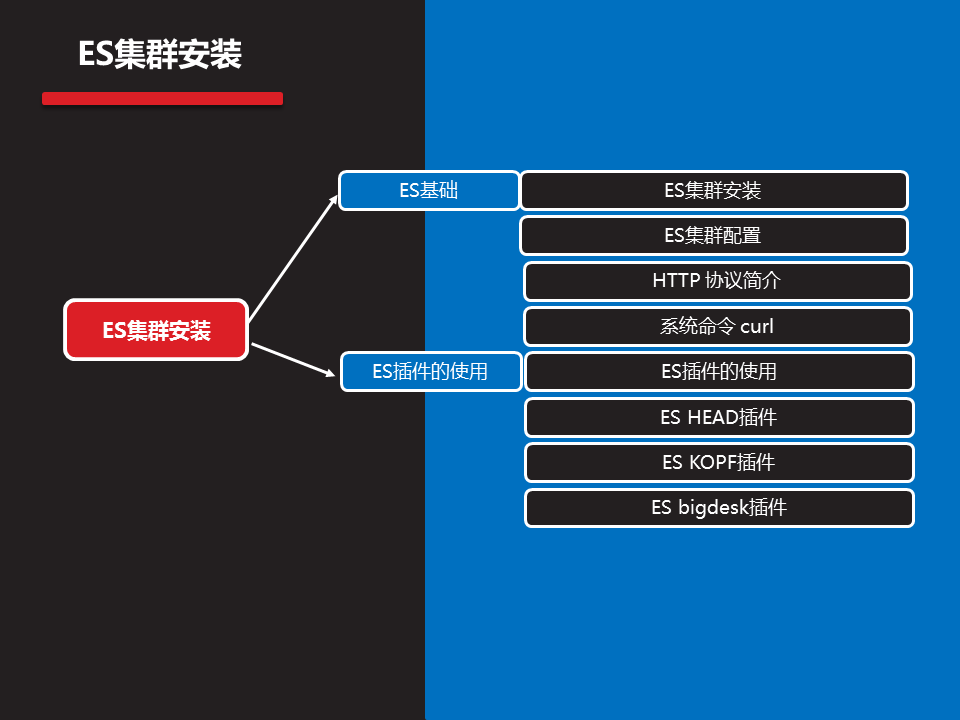 ES集群安装
ES基础
ES集群安装
ES集群配置
HTTP 协议简介
ES集群安装
系统命令 curl
ES插件的使用
ES插件的使用
ES HEAD插件
ES KOPF插件
ES bigdesk插件